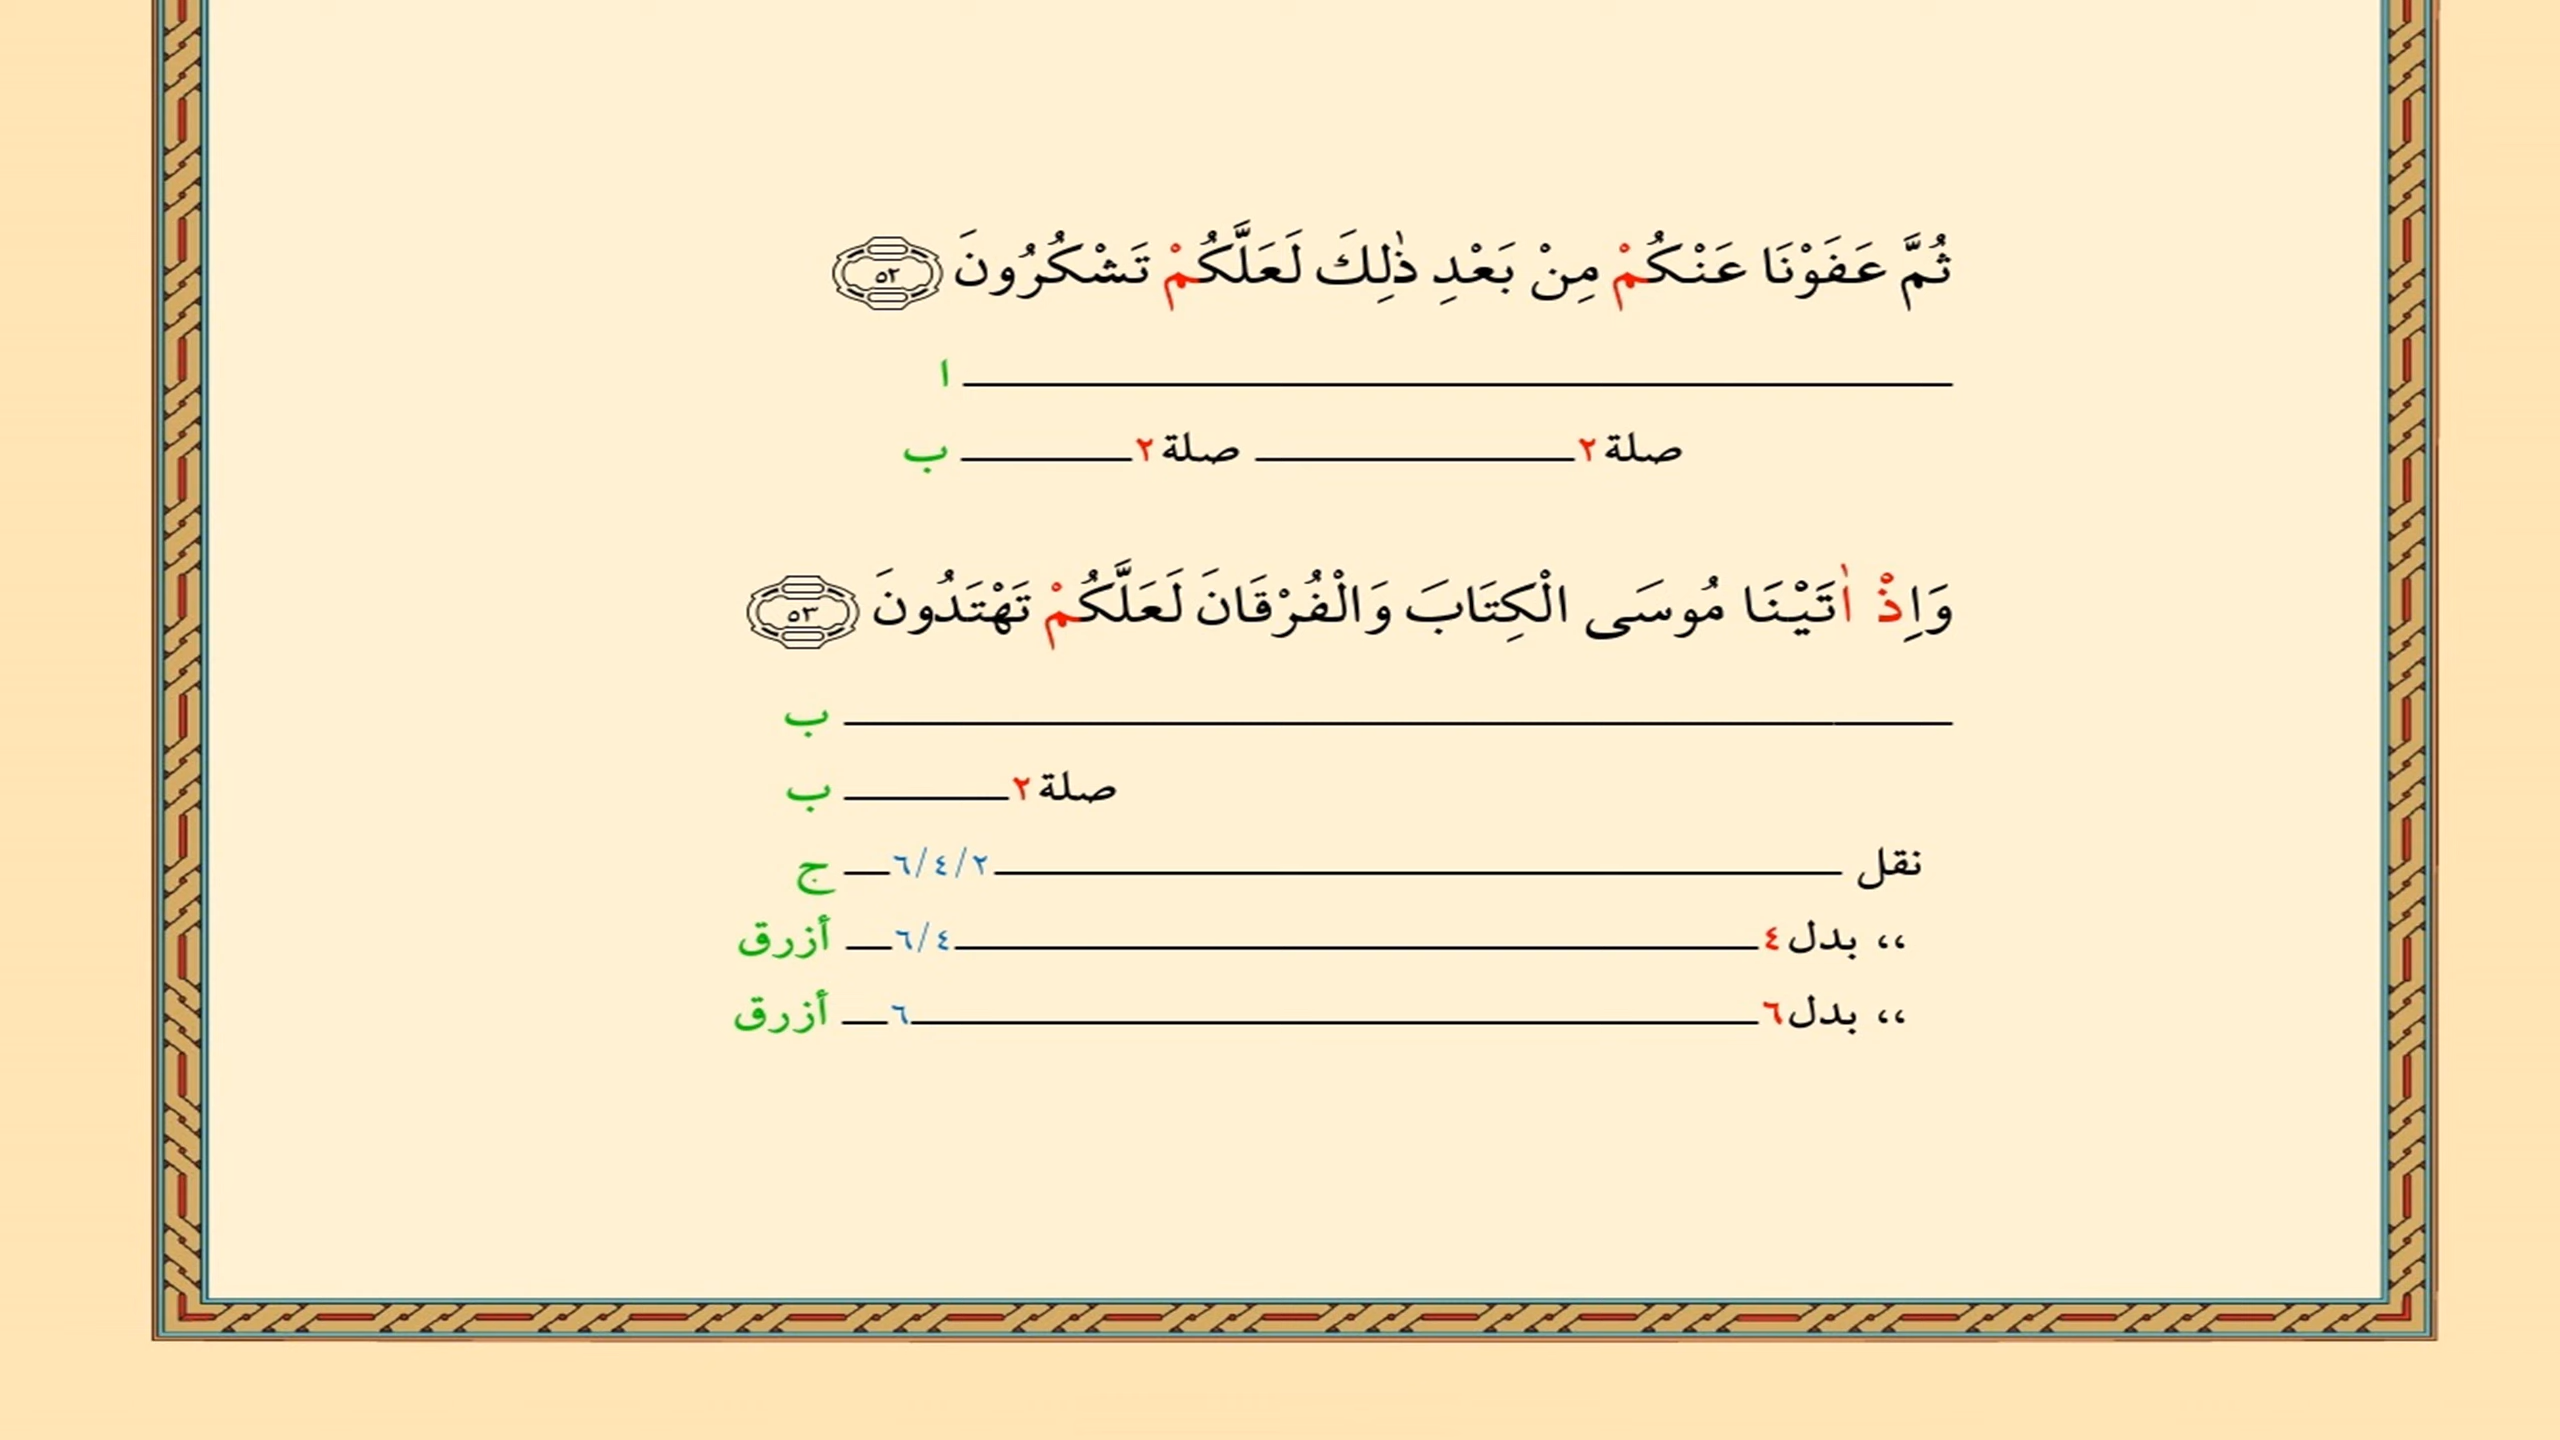 ثُمَّ عَفَوْنَا عَنْكُمْ مِنْ بَعْدِ ذٰلِكَ لَعَلَّكُمْ تَشْكُرُونَ ٥٢
ا
صلة ٢ صلة ٢ ب
وَاِذْ اٰتَيْنَا مُوسَى الْكِتَابَ وَالْفُرْقَانَ لَعَلَّكُمْ تَهْتَدُونَ ٥٣
ب
صلة ٢ ب
نقل ٢/٤/٦ ج
،، بدل ٤ ٤/٦ أزرق
،، بدل ٦ ٦ أزرق